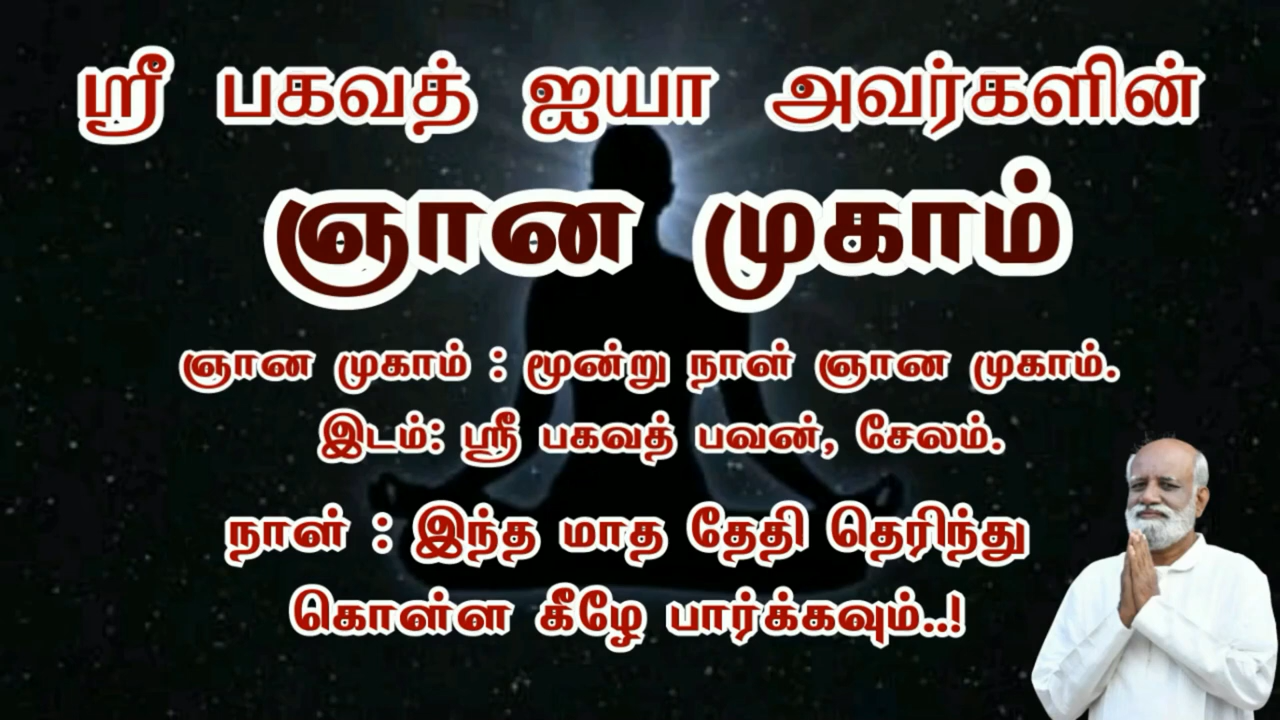 ஸ்ரீ பகவத் ஐயா அவர்களின்
ஞான முகாம்
ஞான முகாம் : மூன்று நாள் ஞான முகாம்.
இடம்: ஸ்ரீ பகவத் பவன், சேலம்.
நாள் : இந்த மாத தேதி தெரிந்து
கொள்ள கீழே பார்க்கவும்..!